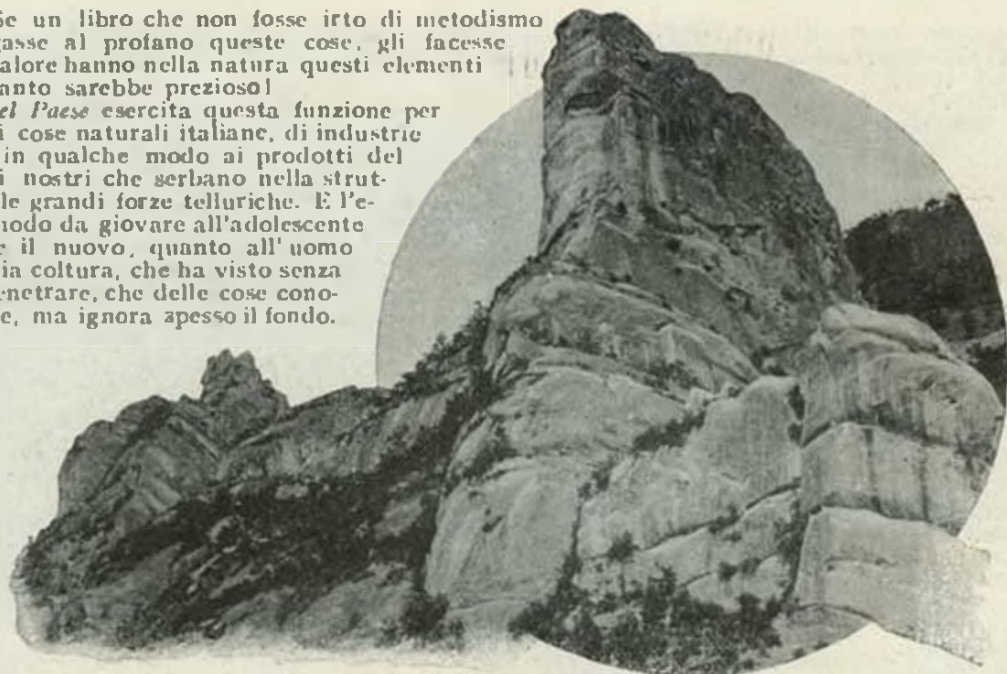 Se un libro che non fosse irto di metodismo
gasse al profano queste cose, gli facesse
alore hanno nella natura questi elementi
anto sarebbe prezioso!
el Paese esercita questa funzione per
i cose naturali italiane, di industrie
in qualche modo ai prodotti del
i nostri che serbano nella strut-
le grandi forze telluriche. E l'e-
modo da giovare all'adolescente
e il nuovo, quanto all'uomo
ia coltura, che ha visto senza
enetrare, che delle cose cono-
e, ma ignora apesso il fondo.